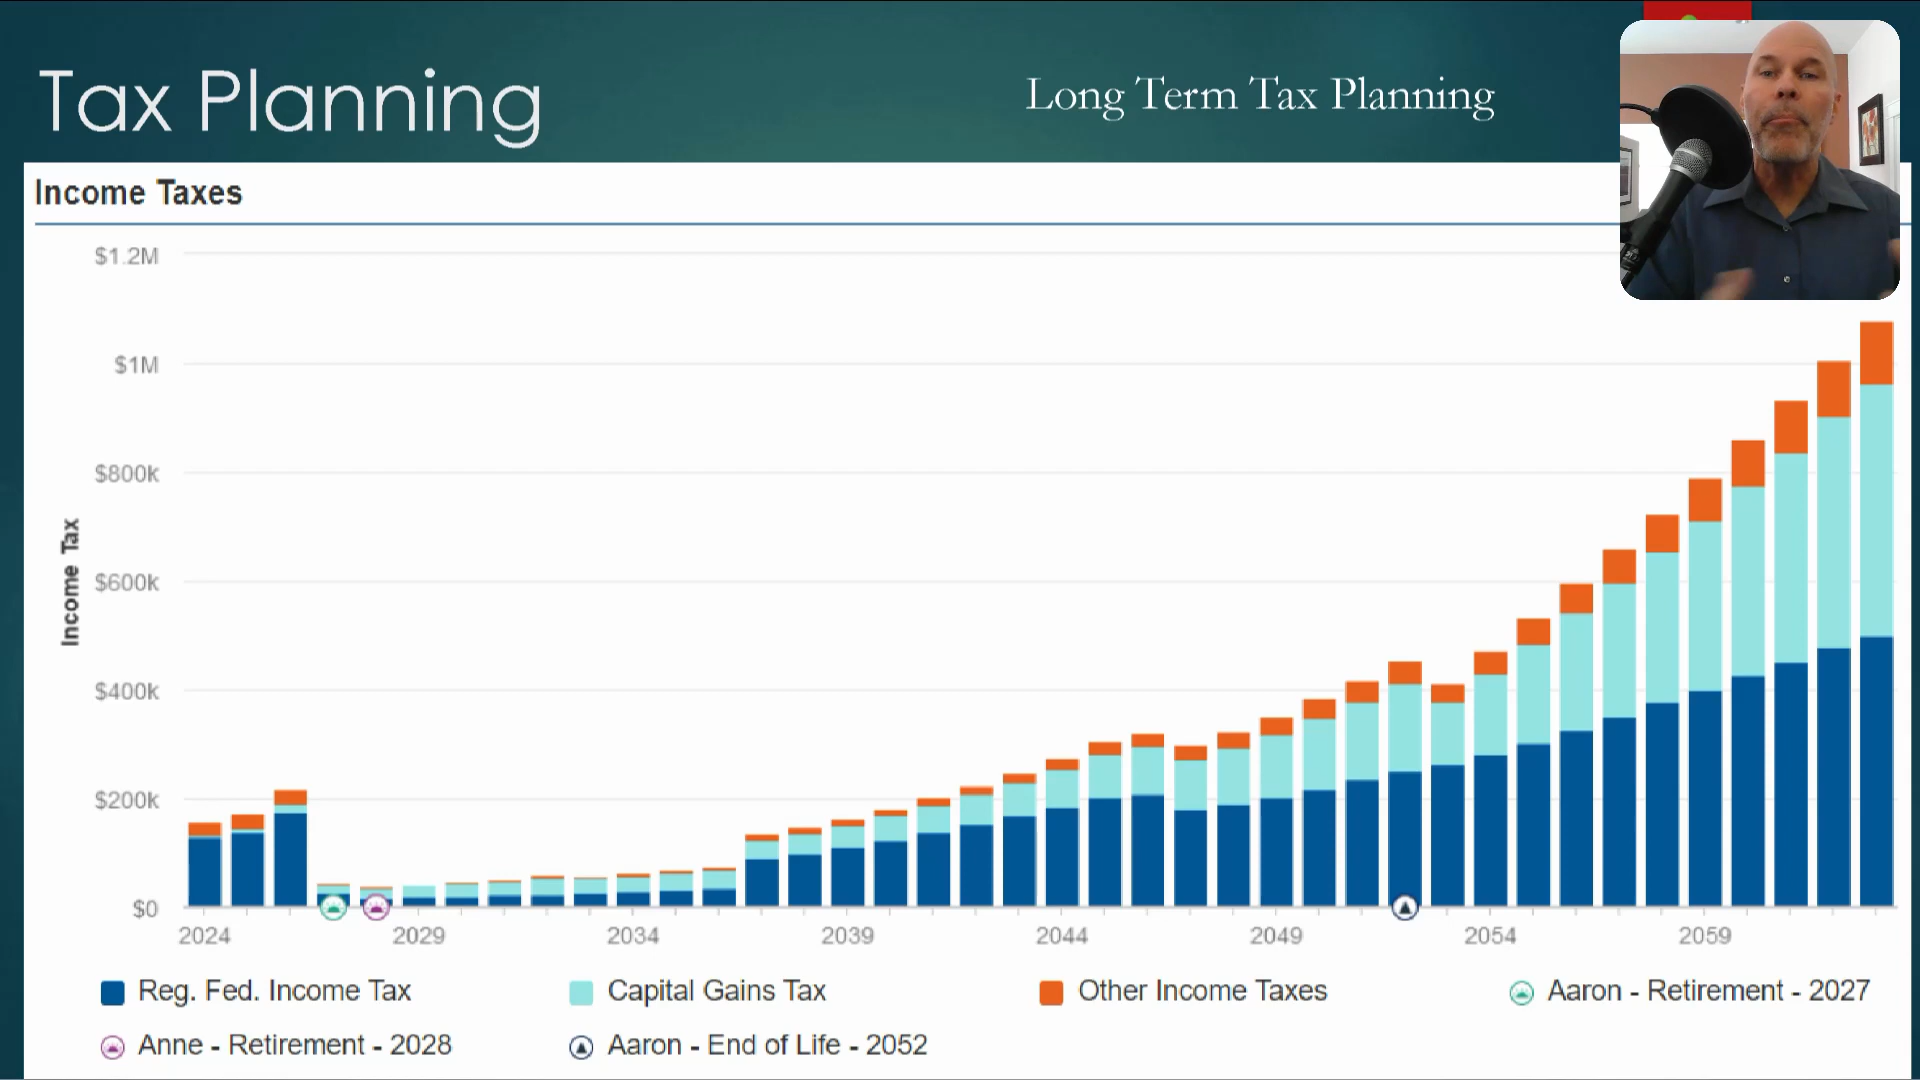 Tax Planning
Long Term Tax Planning
Income Taxes
$1.2M
$1M
$800k
$600k
$400k
$200k
$0
Income Tax
2024 2029 2034 2039 2044 2049 2054 2059
Reg. Fed. Income Tax Capital Gains Tax Other Income Taxes Aaron - Retirement - 2027
Anne - Retirement - 2028 Aaron - End of Life - 2052